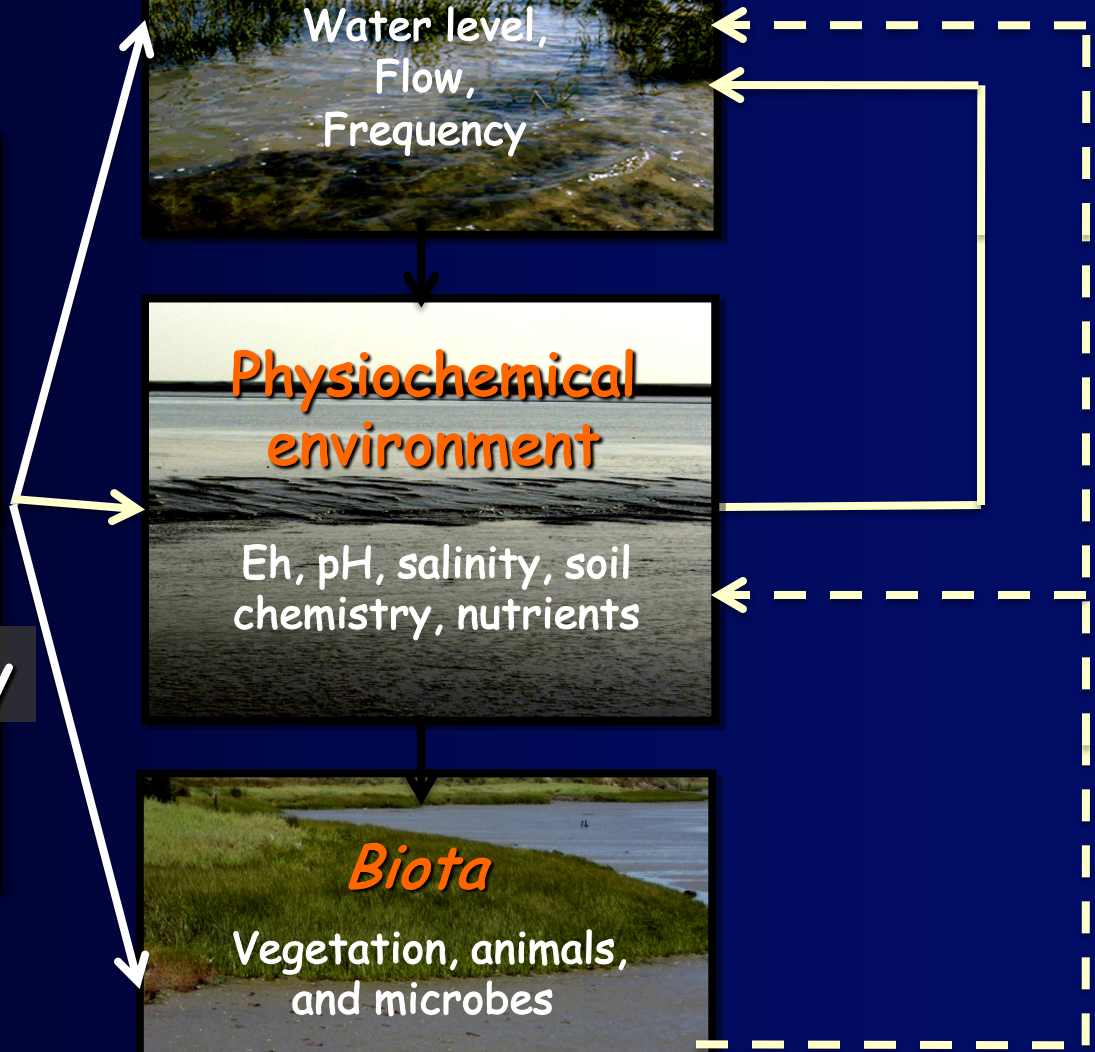 Water level,
Flow,
Frequency
Physiochemical
environment
Eh, pH, salinity, soil
chemistry, nutrients
Biota
Vegetation, animals,
and microbes